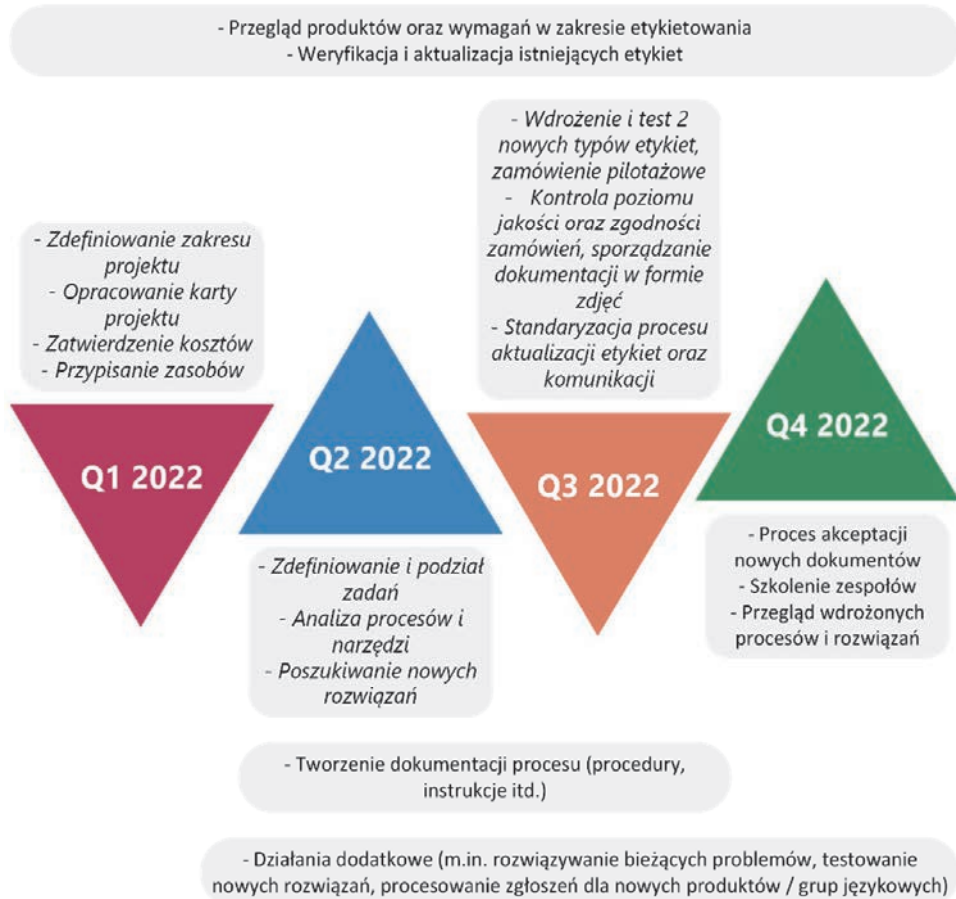 - Przegląd produktów oraz wymagań w zakresie etykietowania
- Weryfikacja i aktualizacja istniejących etykiet
- Zdefiniowanie zakresu
projektu
- Opracowanie karty
projektu
- Zatwierdzenie kosztów
- Przypisanie zasobów
Q1 2022
Q2 2022
- Zdefiniowanie i podział
zadań
- Analiza procesów i
narzędzi
- Poszukiwanie nowych
rozwiązań
- Wdrożenie i test 2
nowych typów etykiet,
zamówienie pilotażowe
- Kontrola poziomu
jakości oraz zgodności
zamówień, sporządzanie
dokumentacji w formie
zdjęć
- Standaryzacja procesu
aktualizacji etykiet oraz
komunikacji
Q3 2022
Q4 2022
- Proces akceptacji
nowych dokumentów
- Szkolenie zespołów
- Przegląd wdrożonych
procesów i rozwiązań
- Tworzenie dokumentacji procesu (procedury,
instrukcje itd.)
- Działania dodatkowe (m.in. rozwiązywanie bieżących problemów, testowanie
nowych rozwiązań, procesowanie zgłoszeń dla nowych produktów / grup językowych)